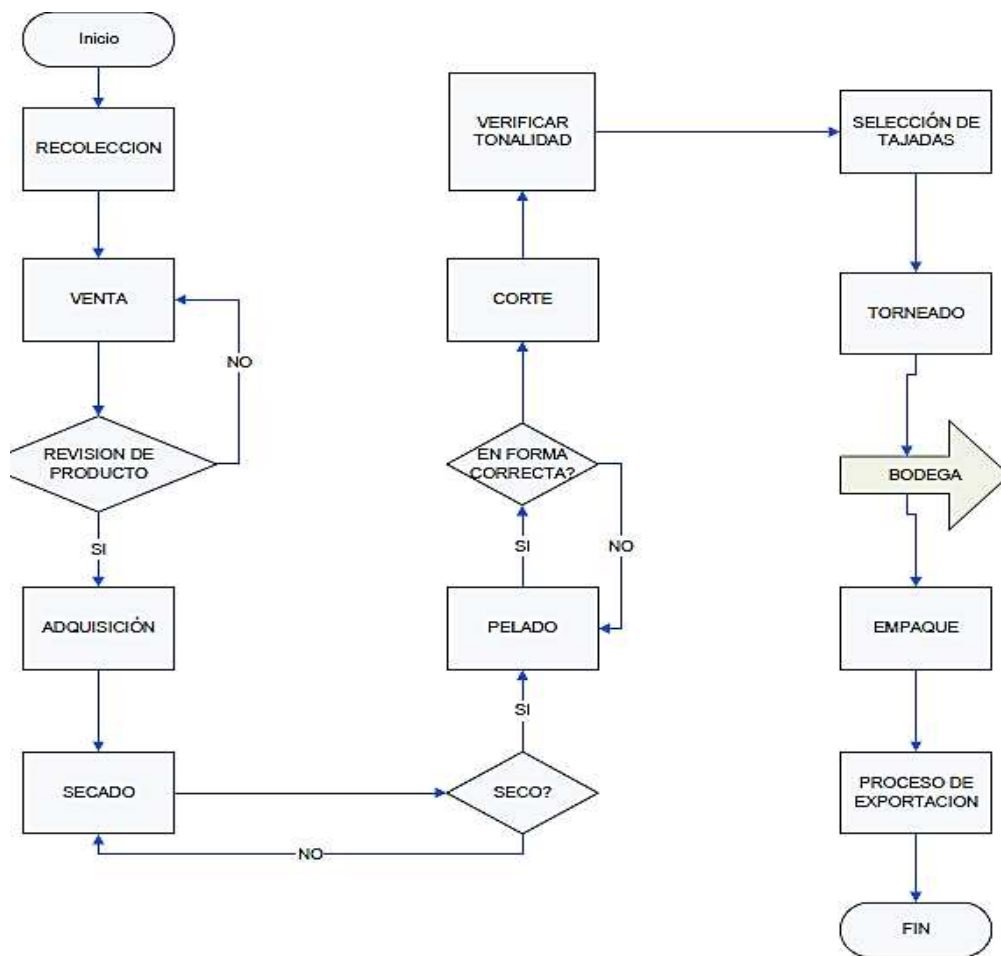 Inicio
RECOLECCION
VENTA
NO
REVISION DE
PRODUCTO
SI
ADQUISICIÓN
SECADO
NO
SECO?
SI
PELADO
SI
NO
EN FORMA
CORRECTA?
CORTE
VERIFICAR
TONALIDAD
SELECCIÓN DE
TAJADAS
TORNEADO
BODEGA
EMPAQUE
PROCESO DE
EXPORTACION
FIN